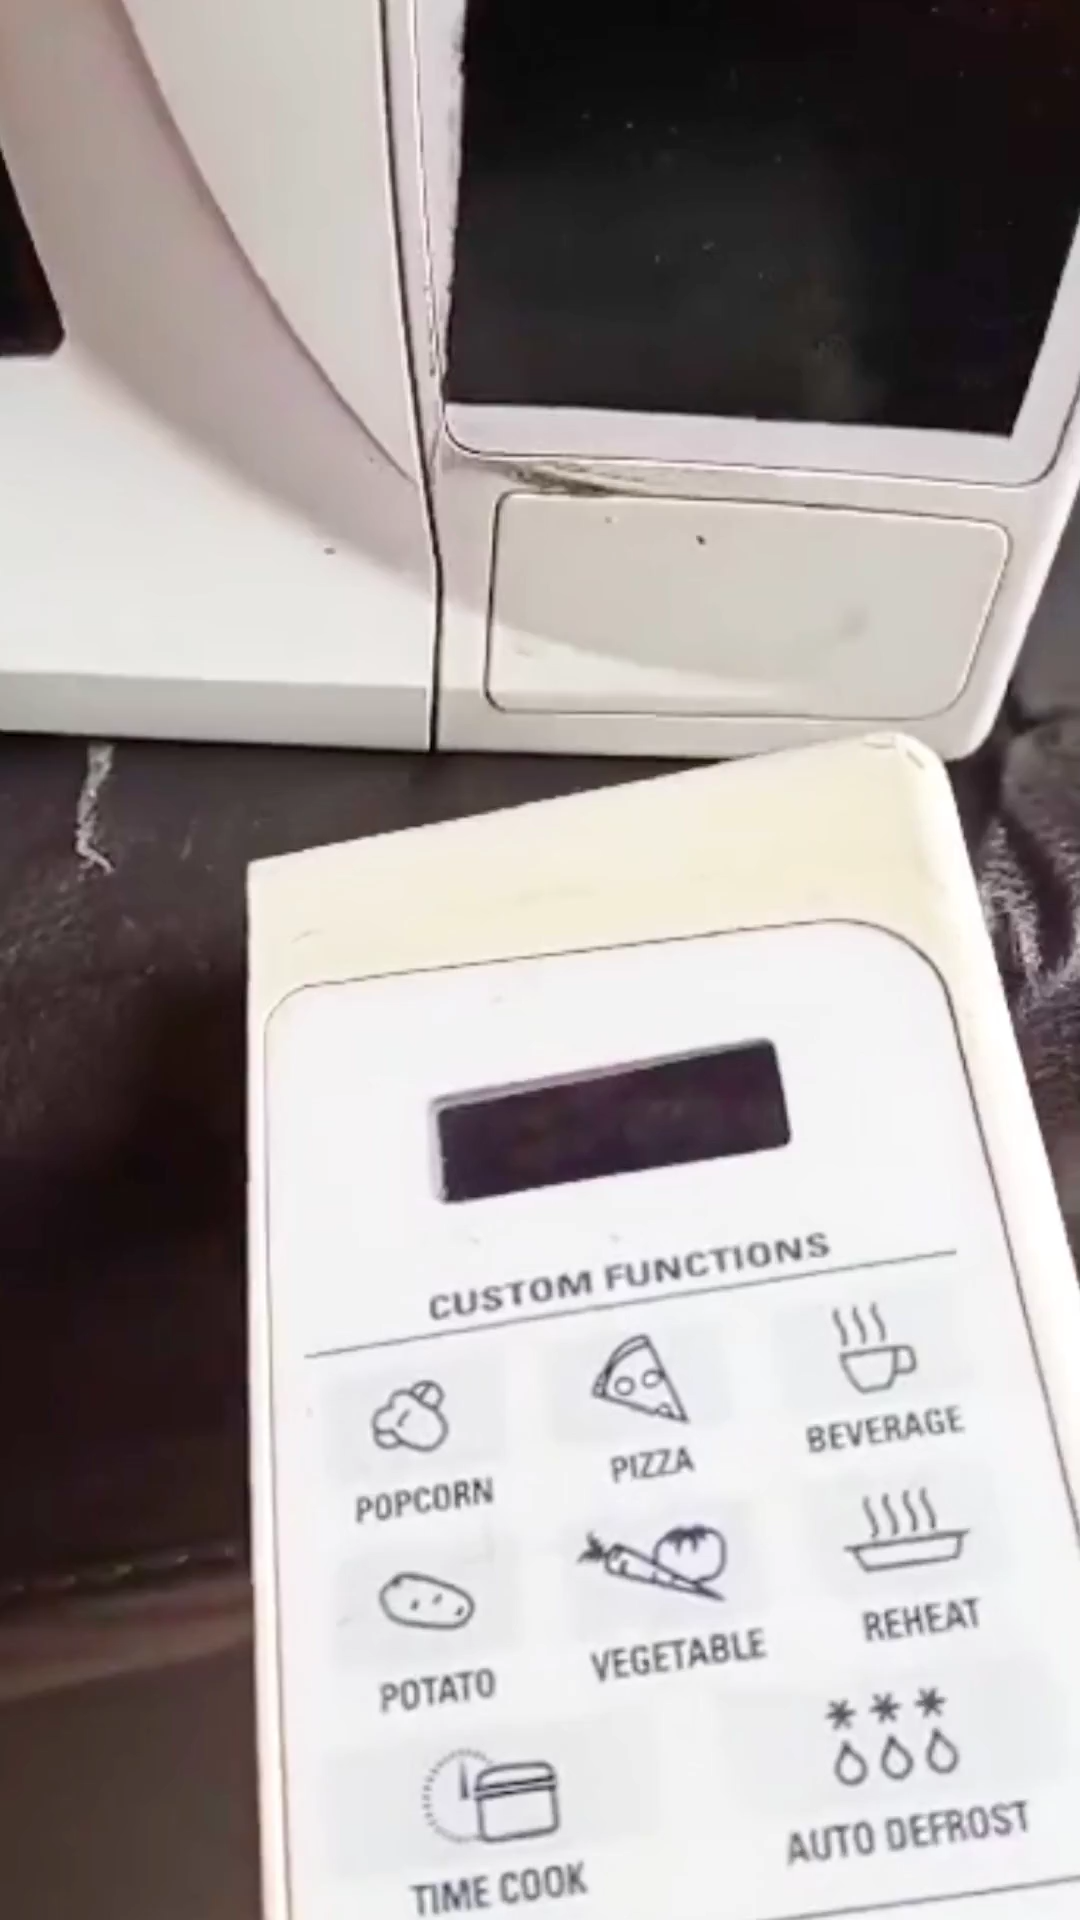 CUSTOM FUNCTIONS
POPCORN PIZZA BEVERAGE
POTATO VEGETABLE REHEAT
TIME COOK AUTO DEFROST